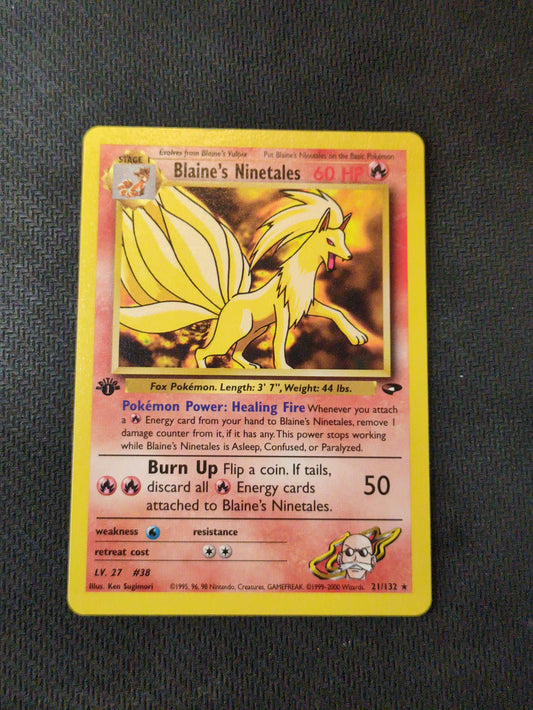 Evolves from Blaine's Vulpix Put Blaine's Ninetales on the Basic Pokémon
STAGE 1
Blaine's Ninetales 60 HP
EDITION
1
Fox Pokémon. Length: 3' 7", Weight: 44 lbs.
Pokémon Power: Healing Fire Whenever you attach
a Energy card from your hand to Blaine's Ninetales, remove 1
damage counter from it, if it has any. This power stops working
while Blaine's Ninetales is Asleep, Confused, or Paralyzed.
Burn Up Flip a coin. If tails,
discard all Energy cards
attached to Blaine's Ninetales.
50
weakness resistance
retreat cost
LV. 27 #38
Illus. Ken Sugimori ©1995, 96, 98 Nintendo, Creatures, GAMEFREAK. ©1999-2000 Wizards. 21/132 ★